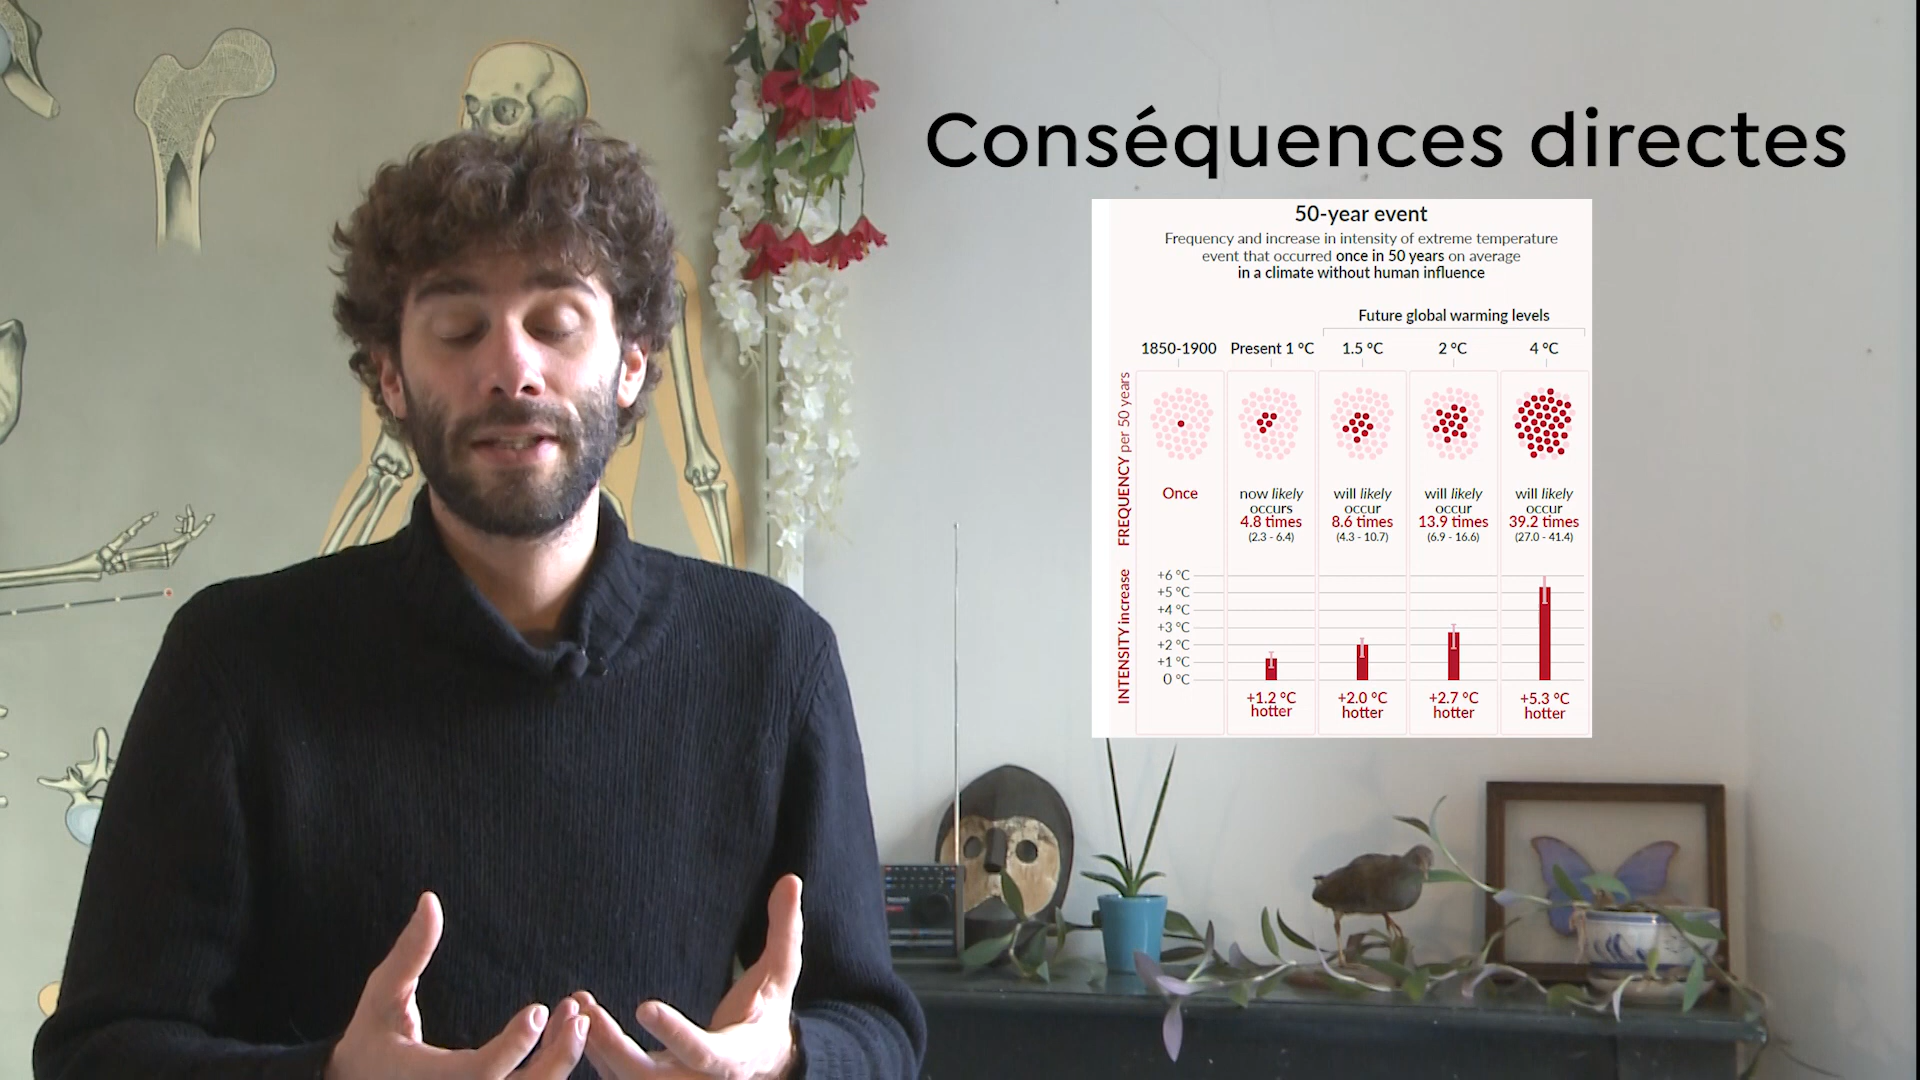 Conséquences directes
50-year event
Frequency and increase in intensity of extreme temperature
event that occurred once in 50 years on average
in a climate without human influence
Future global warming levels
1850-1900 Present 1 °C 1.5 °C 2 °C 4 °C
FREQUENCY per 50 years
Once
now likely occurs 4.8 times (2.3 - 6.4)
will likely occur 8.6 times (4.3 - 10.7)
will likely occur 13.9 times (6.9 - 16.6)
will likely occur 39.2 times (27.0 - 41.4)
INTENSITY increase
+6 °C
+5 °C
+4 °C
+3 °C
+2 °C
+1 °C
0 °C
+1.2 °C hotter
+2.0 °C hotter
+2.7 °C hotter
+5.3 °C hotter